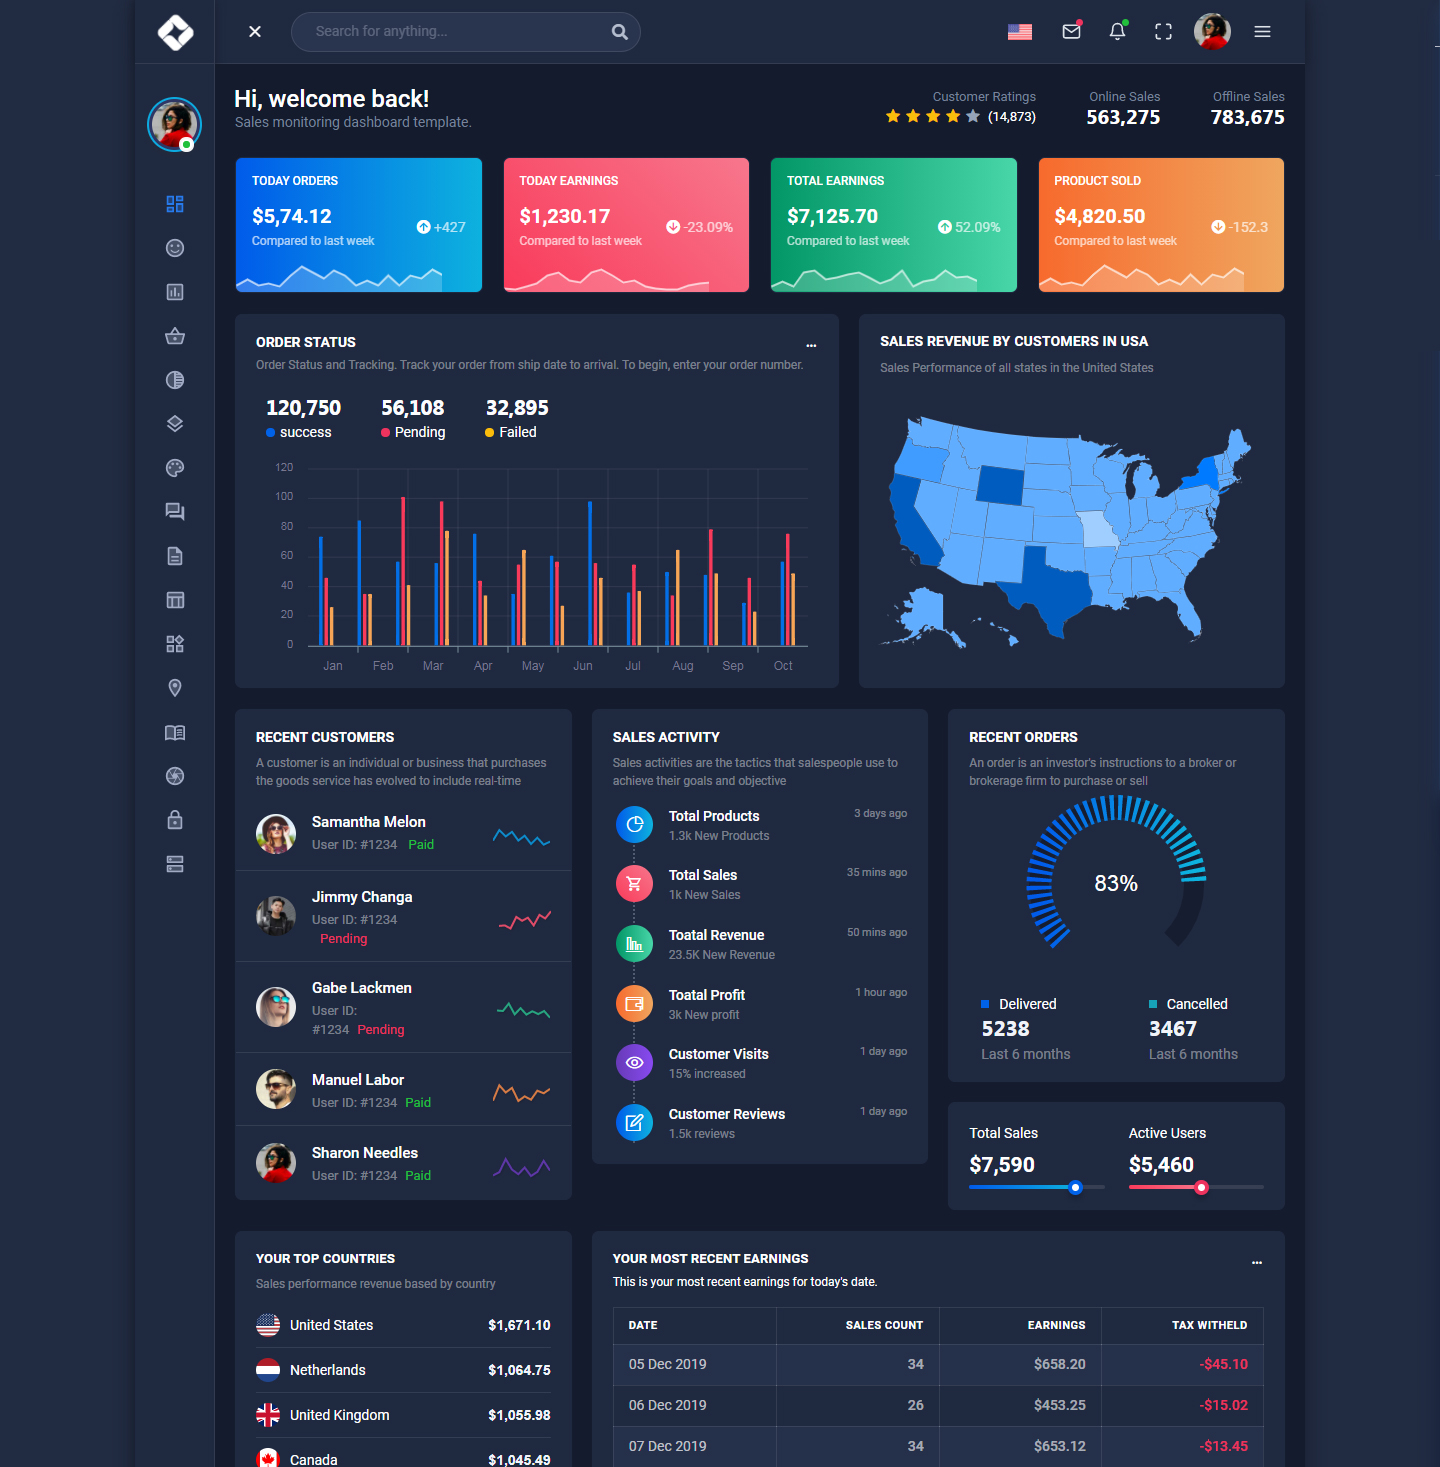 Search for anything...
Hi, welcome back!
Sales monitoring dashboard template.
Customer Ratings
(14,873)
Online Sales
563,275
Offline Sales
783,675
TODAY ORDERS
$5,74.12
Compared to last week
+427
TODAY EARNINGS
$1,230.17
Compared to last week
-23.09%
TOTAL EARNINGS
$7,125.70
Compared to last week
52.09%
PRODUCT SOLD
$4,820.50
Compared to last week
-152.3
ORDER STATUS
...
Order Status and Tracking. Track your order from ship date to arrival. To begin, enter your order number.
120,750
success
56,108
Pending
32,895
Failed
120
100
80
60
40
20
0
Jan Feb Mar Apr May Jun Jul Aug Sep Oct
SALES REVENUE BY CUSTOMERS IN USA
Sales Performance of all states in the United States
RECENT CUSTOMERS
A customer is an individual or business that purchases
the goods service has evolved to include real-time
Samantha Melon
User ID: #1234 Paid
Jimmy Changa
User ID: #1234
Pending
Gabe Lackmen
User ID:
#1234 Pending
Manuel Labor
User ID: #1234 Paid
Sharon Needles
User ID: #1234 Paid
SALES ACTIVITY
Sales activities are the tactics that salespeople use to
achieve their goals and objective
Total Products
3 days ago
1.3k New Products
Total Sales
35 mins ago
1k New Sales
Toatal Revenue
50 mins ago
23.5K New Revenue
Toatal Profit
1 hour ago
3k New profit
Customer Visits
1 day ago
15% increased
Customer Reviews
1 day ago
1.5k reviews
RECENT ORDERS
An order is an investor's instructions to a broker or
brokerage firm to purchase or sell
83%
Delivered
5238
Last 6 months
Cancelled
3467
Last 6 months
Total Sales
$7,590
Active Users
$5,460
YOUR TOP COUNTRIES
Sales performance revenue based by country
United States $1,671.10
Netherlands $1,064.75
United Kingdom $1,055.98
Canada $1,045.49
YOUR MOST RECENT EARNINGS
...
This is your most recent earnings for today's date.
DATE SALES COUNT EARNINGS TAX WITHELD
05 Dec 2019 34 $658.20 -$45.10
06 Dec 2019 26 $453.25 -$15.02
07 Dec 2019 34 $653.12 -$13.45